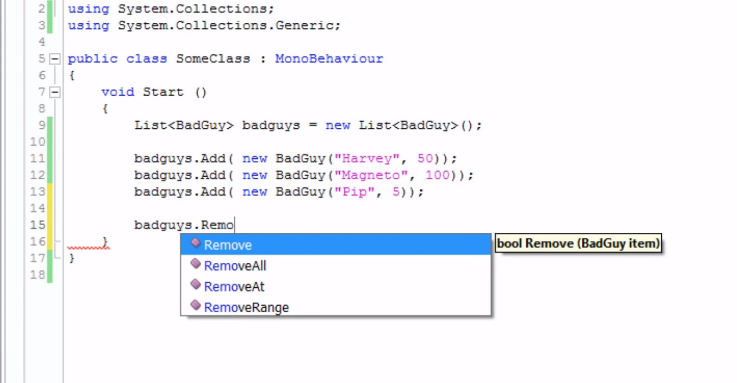 2 using System.Collections;
3 using System.Collections.Generic;
4
5 public class SomeClass : MonoBehaviour
6 {
7 void Start ()
8 {
9 List<BadGuy> badguys = new List<BadGuy>();
10
11 badguys.Add( new BadGuy("Harvey", 50));
12 badguys.Add( new BadGuy("Magneto", 100));
13 badguys.Add( new BadGuy("Pip", 5));
14
15 badguys.Remo
16 }
17 }
18
Remove
bool Remove (BadGuy item)
RemoveAll
RemoveAt
RemoveRange